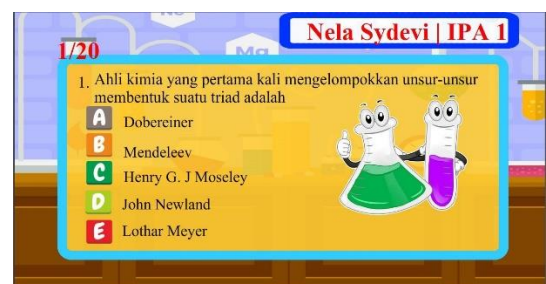 Nela Sydevi | IPA 1
1/20
Mg
1. Ahli kimia yang pertama kali mengelompokkan unsur-unsur
membentuk suatu triad adalah
A Dobereiner
B Mendeleev
C Henry G. J Moseley
D John Newland
E Lothar Meyer